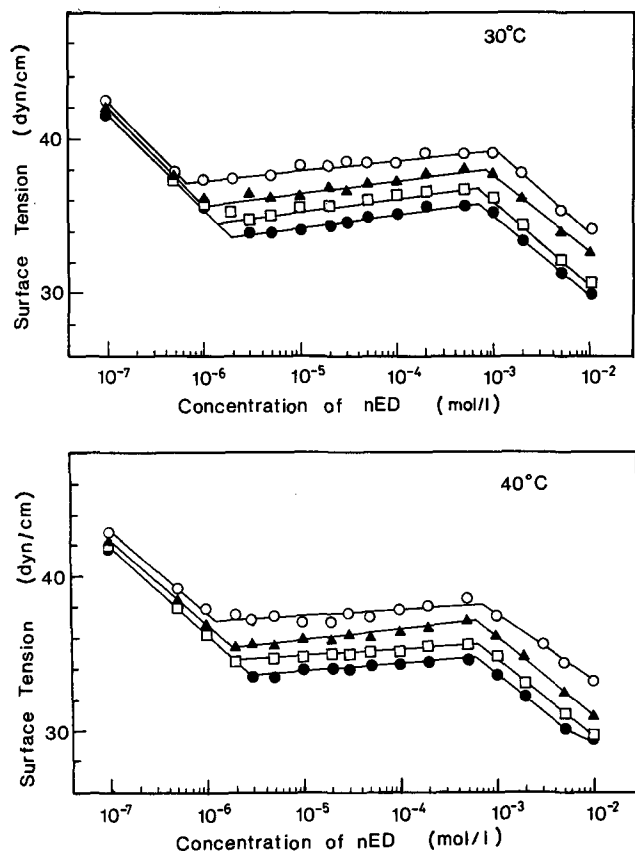 30°C
Surface Tension (dyn/cm)
40
30
10⁻⁷ 10⁻⁶ 10⁻⁵ 10⁻⁴ 10⁻³ 10⁻²
Concentration of nED (mol/l)
40°C
Surface Tension (dyn/cm)
40
30
10⁻⁷ 10⁻⁶ 10⁻⁵ 10⁻⁴ 10⁻³ 10⁻²
Concentration of nED (mol/l)